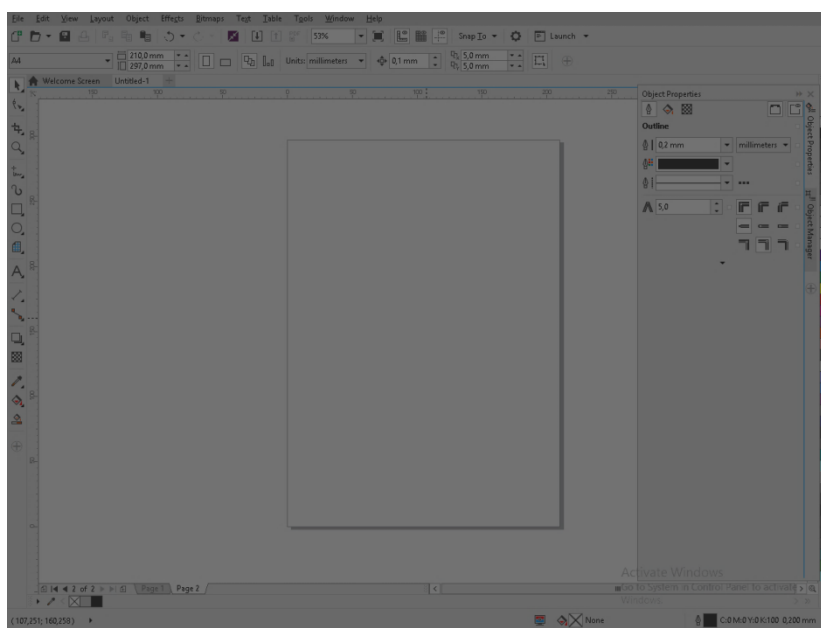 File Edit View Layout Object Effects Bitmaps Text Table Tools Window Help
53% Snap To Launch
A4 210,0 mm 297,0 mm Units: millimeters 0,1 mm 5,0 mm 5,0 mm
Welcome Screen Untitled-1
Object Properties
Outline
0,2 mm millimeters
5,0
Object Properties
Object Manager
Activate Windows
Go to System in Control Panel to activate
Windows.
2 of 2 Page 1 Page 2
(107,251; 160,258) None C:0 M:0 Y:0 K:100 0,200 mm